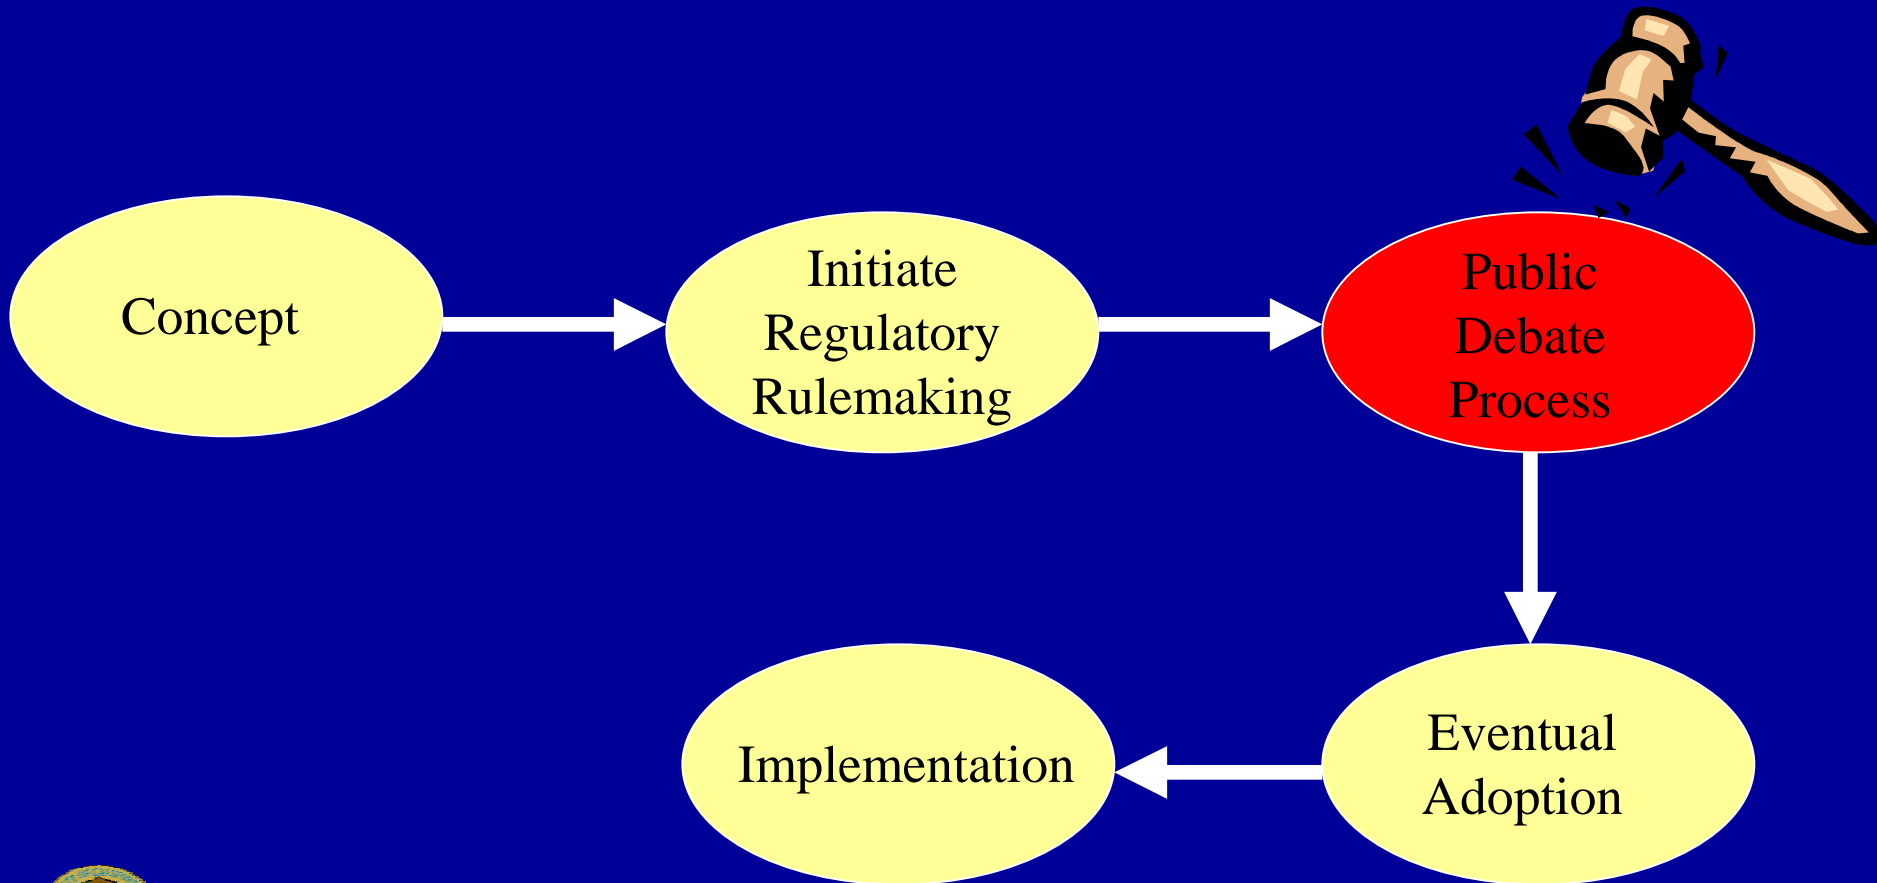 Concept
Initiate
Regulatory
Rulemaking
Public
Debate
Process
Eventual
Adoption
Implementation